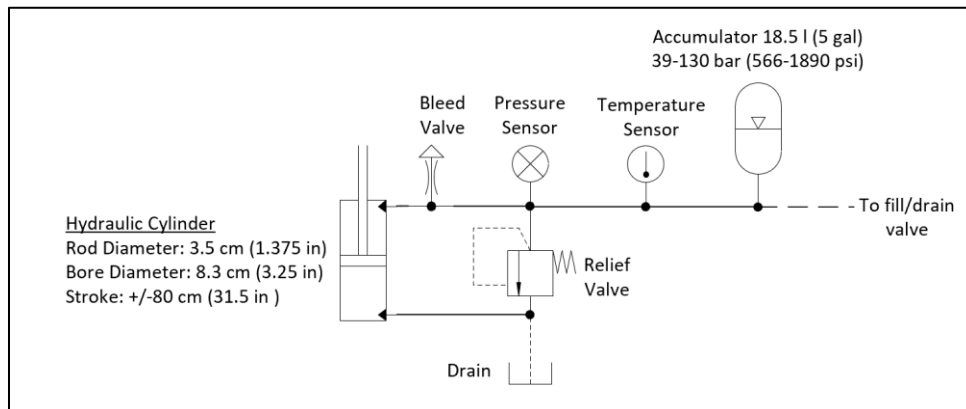 Accumulator 18.5 l (5 gal)
39-130 bar (566-1890 psi)
Bleed
Valve
Pressure
Sensor
Temperature
Sensor
To fill/drain
valve
Hydraulic Cylinder
Rod Diameter: 3.5 cm (1.375 in)
Bore Diameter: 8.3 cm (3.25 in)
Stroke: +/-80 cm (31.5 in )
Relief
Valve
Drain